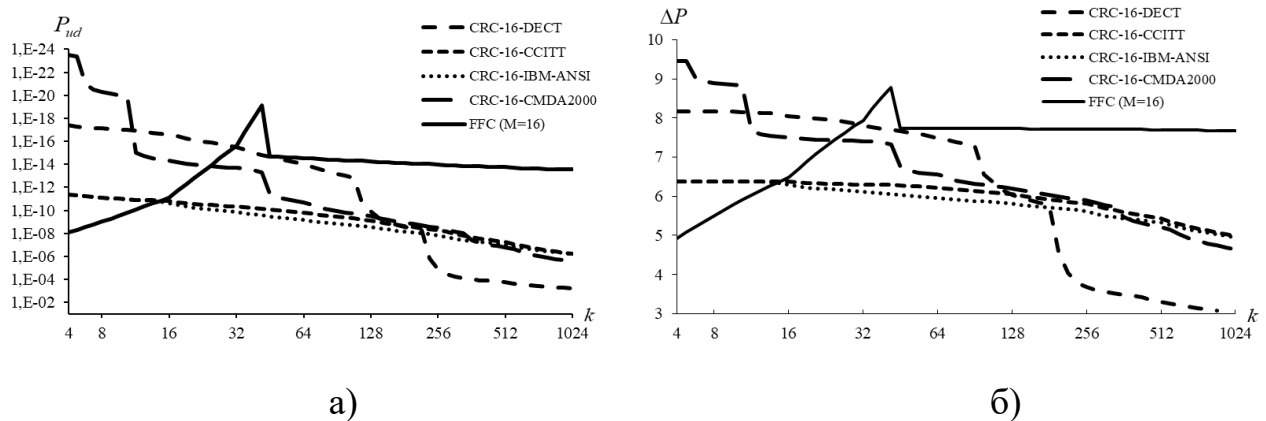 P_ud
1,E-24
1,E-22
1,E-20
1,E-18
1,E-16
1,E-14
1,E-12
1,E-10
1,E-08
1,E-06
1,E-04
1,E-02
4 8 16 32 64 128 256 512 1024
k
CRC-16-DECT
CRC-16-CCITT
CRC-16-IBM-ANSI
CRC-16-CMDA2000
FFC (M=16)
а)
ΔP
10
9
8
7
6
5
4
3
4 8 16 32 64 128 256 512 1024
k
CRC-16-DECT
CRC-16-CCITT
CRC-16-IBM-ANSI
CRC-16-CMDA2000
FFC (M=16)
б)